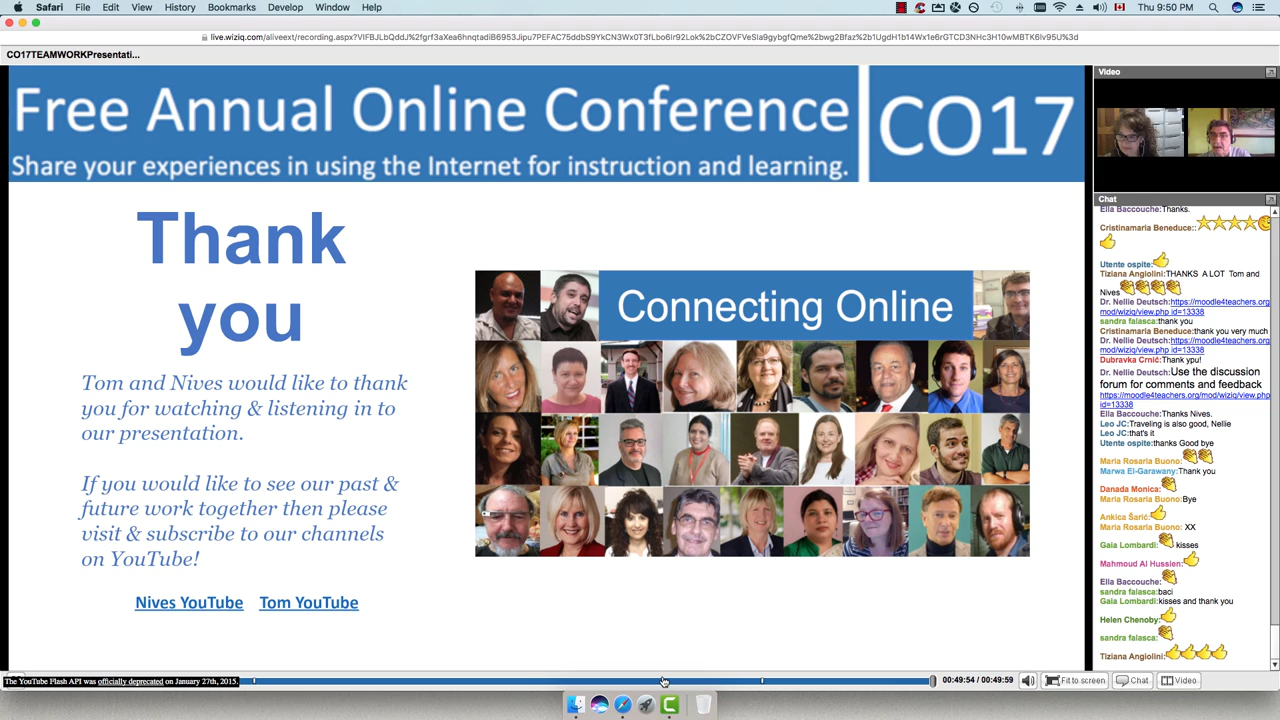 Safari File Edit View History Bookmarks Develop Window Help Thu 9:50 PM
CO17TEAMWORKPresentati...
Free Annual Online Conference
CO17
Share your experiences in using the Internet for instruction and learning.
Thank
you
Tom and Nives would like to thank
you for watching & listening in to
our presentation.
If you would like to see our past &
future work together then please
visit & subscribe to our channels
on YouTube!
Nives YouTube Tom YouTube
Connecting Online
Video
Chat
Ella Baccouche:Thanks.
Cristinamaria Beneduce::
Utente ospite:
Tiziana Angiolini:THANKS A LOT Tom and
Nives
Dr. Nellie Deutsch:https://moodle4teachers.org
mod/wiziq/view.php id=13338
sandra falasca:thank you
Cristinamaria Beneduce:thank you very much
Dr. Nellie Deutsch:https://moodle4teachers.org
mod/wiziq/view.php id=13338
Dubravka Crnić:Thank ypu!
Dr. Nellie Deutsch:Use the discussion
forum for comments and feedback
https://moodle4teachers.org/mod/wiziq/view.php
id=13338
Ella Baccouche:Thanks Nives.
Leo JC:Traveling is also good, Nellie
Leo JC:that's it
Utente ospite:thanks Good bye
Maria Rosaria Buono:
Marwa El-Garawany:Thank you
Danada Monica:
Maria Rosaria Buono:Bye
Ankica Šarić:
Maria Rosaria Buono: XX
Gaia Lombardi: kisses
Mahmoud Al Hussien:
Ella Baccouche:
sandra falasca:baci
Gaia Lombardi:kisses and thank you
Helen Chenoby:
sandra falasca:
Tiziana Angiolini:
The YouTube Flash API was officially deprecated on January 27th, 2015.
00:49:54 / 00:49:59
Fit to screen Chat Video